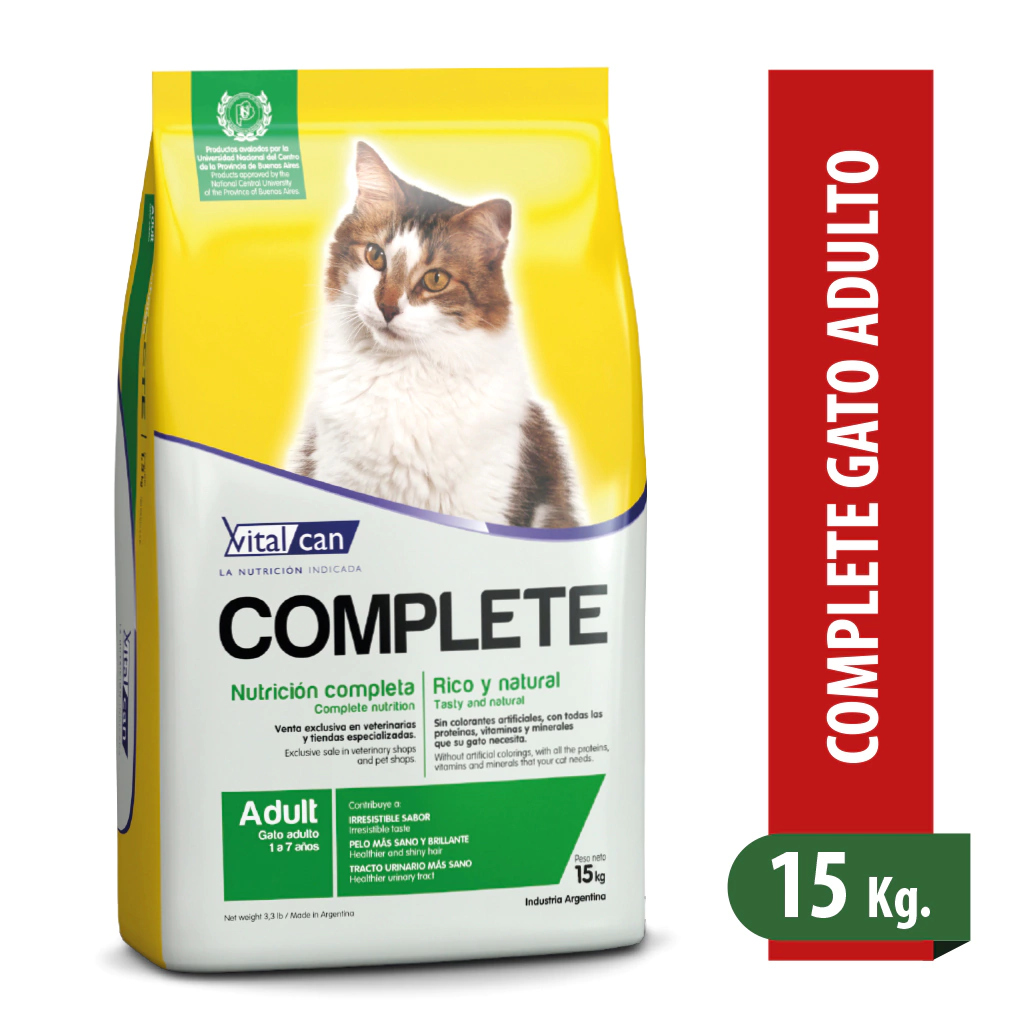 Productos avalados por la
Universidad Nacional del Centro
de la Provincia de Buenos Aires
Products approved by the
National Central University
of the Province of Buenos Aires.
Vital can
LA NUTRICIÓN INDICADA
COMPLETE
Nutrición completa
Complete nutrition
Venta exclusiva en veterinarias
y tiendas especializadas.
Exclusive sale in veterinary shops
and pet shops.
Rico y natural
Tasty and natural
Sin colorantes artificiales, con todas las
proteínas, vitaminas y minerales
que su gato necesita.
Without artificial colorings, with all the proteins,
vitamins and minerals that your cat needs.
Adult
Gato adulto
1 a 7 años
Contribuye a:
IRRESISTIBLE SABOR
Irresistible taste
PELO MÁS SANO Y BRILLANTE
Healthier and shiny hair
TRACTO URINARIO MÁS SANO
Healthier urinary tract
Peso neto
15 kg
Industria Argentina
Net weight 3,3 lb / Made in Argentina
Vital can
COMPLETE GATO ADULTO
15 Kg.